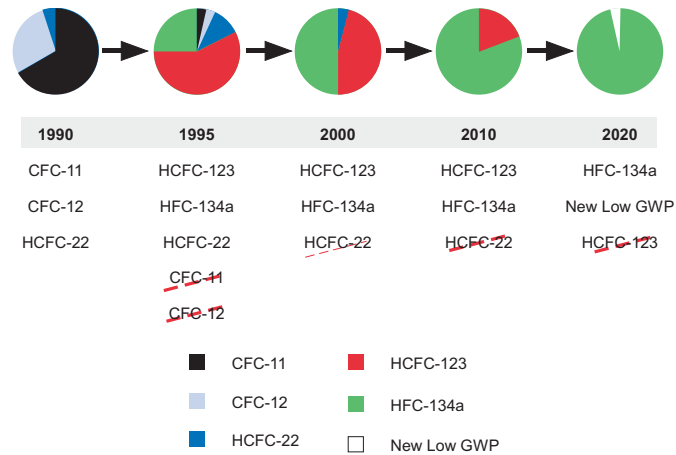 1990 1995 2000 2010 2020
CFC-11 HCFC-123 HCFC-123 HCFC-123 HFC-134a
CFC-12 HFC-134a HFC-134a HFC-134a New Low GWP
HCFC-22 HCFC-22 HCFC-22 HCFC-22 HCFC-123
CFC-11
CFC-12
CFC-11 HCFC-123
CFC-12 HFC-134a
HCFC-22 New Low GWP